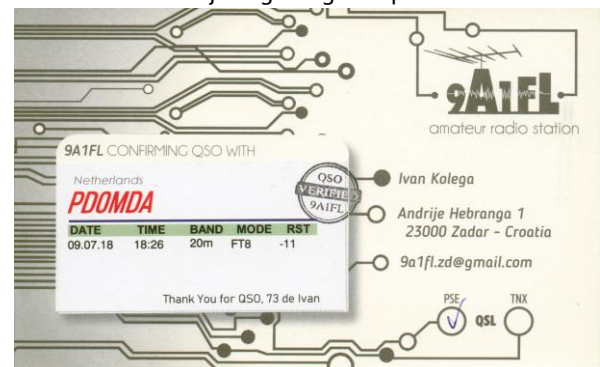 9A1FL
amateur radio station
9A1FL CONFIRMING QSO WITH
Netherlands
PD0MDA
QSO
VERIFIED
9A1FL
DATE TIME BAND MODE RST
09.07.18 18:26 20m FT8 -11
Thank You for QSO, 73 de Ivan
Ivan Kolega
Andrije Hebranga 1
23000 Zadar - Croatia
9a1fl.zd@gmail.com
PSE QSL TNX